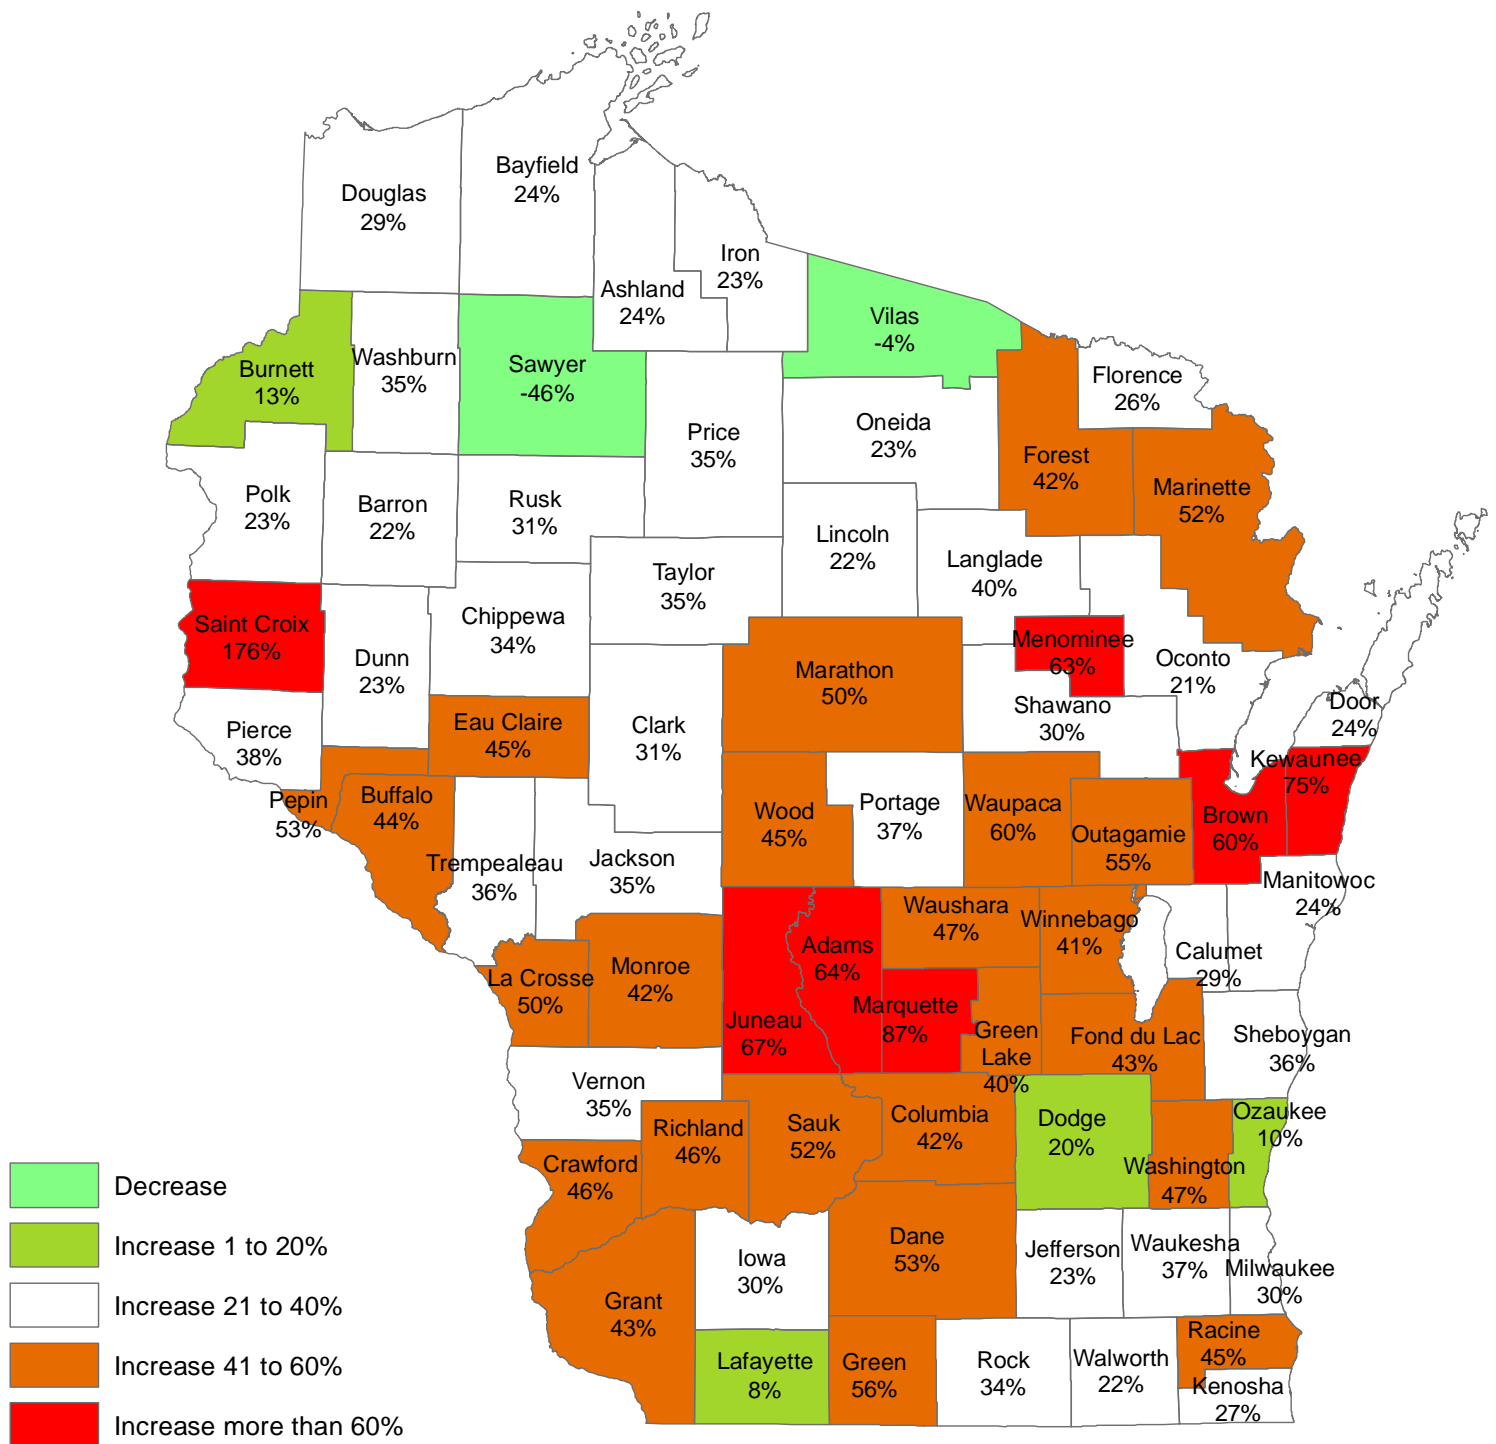 Bayfield
24%
Douglas
29%
Iron
23%
Ashland
24%
Vilas
-4%
Burnett
13%
Washburn
35%
Sawyer
-46%
Florence
26%
Price
35%
Oneida
23%
Forest
42%
Marinette
52%
Polk
23%
Barron
22%
Rusk
31%
Lincoln
22%
Langlade
40%
Taylor
35%
Saint Croix
176%
Chippewa
34%
Dunn
23%
Menominee
63%
Oconto
21%
Marathon
50%
Shawano
30%
Door
24%
Pierce
38%
Eau Claire
45%
Clark
31%
Kewaunee
75%
Pepin
53%
Buffalo
44%
Wood
45%
Portage
37%
Waupaca
60%
Outagamie
55%
Brown
60%
Trempealeau
36%
Jackson
35%
Manitowoc
24%
Waushara
47%
Winnebago
41%
Calumet
29%
La Crosse
50%
Monroe
42%
Adams
64%
Juneau
67%
Marquette
87%
Green
Lake
40%
Fond du Lac
43%
Sheboygan
36%
Vernon
35%
Richland
46%
Sauk
52%
Columbia
42%
Dodge
20%
Ozaukee
10%
Washington
47%
Crawford
46%
Dane
53%
Iowa
30%
Jefferson
23%
Waukesha
37%
Milwaukee
30%
Grant
43%
Lafayette
8%
Green
56%
Rock
34%
Walworth
22%
Racine
45%
Kenosha
27%
Decrease
Increase 1 to 20%
Increase 21 to 40%
Increase 41 to 60%
Increase more than 60%